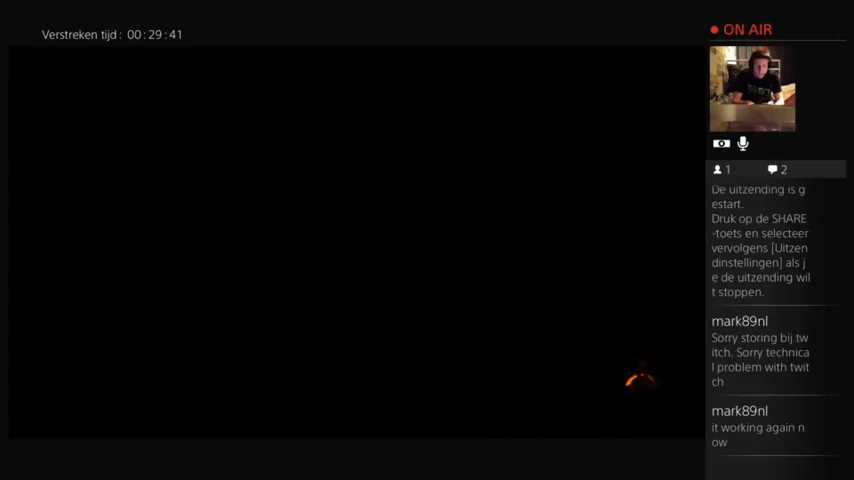 Verstreken tijd : 00:29:41
ON AIR
1 2
De uitzending is g
estart.
Druk op de SHARE
-toets en selecteer
vervolgens [Uitzen
dinstellingen] als j
e de uitzending wil
t stoppen.
mark89nl
Sorry storing bij tw
itch. Sorry technica
l problem with twit
ch
mark89nl
it working again n
ow